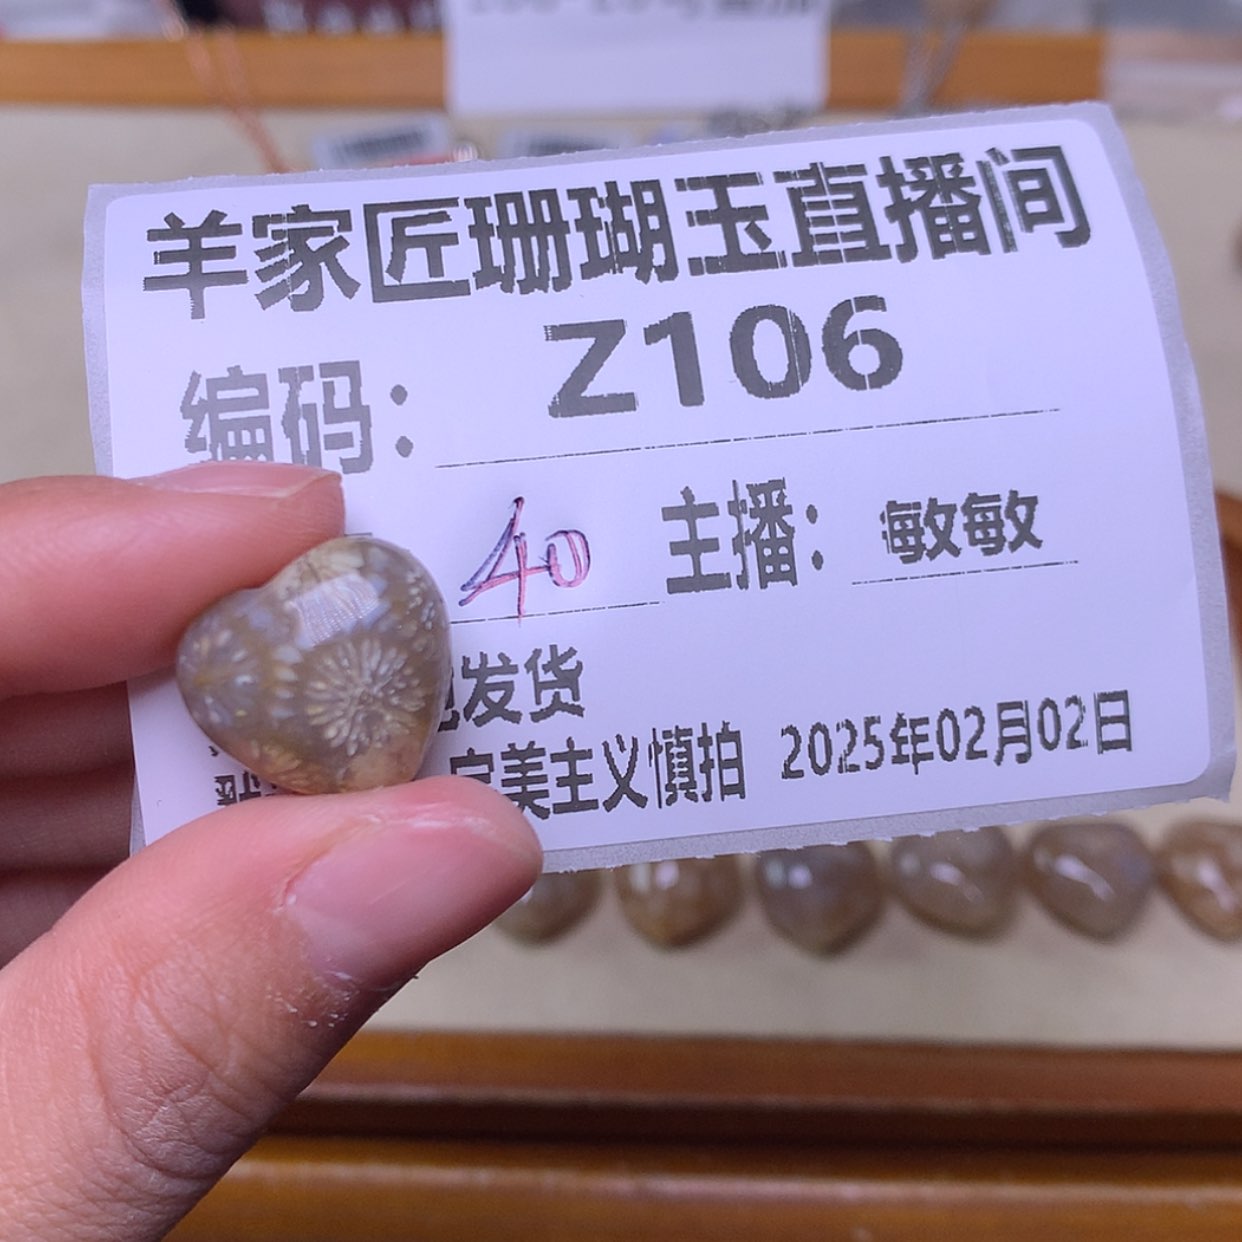 羊家匠珊瑚玉直播间
编码： Z106
40 主播： 敏敏
发货
完美主义慎拍 2025年02月02日